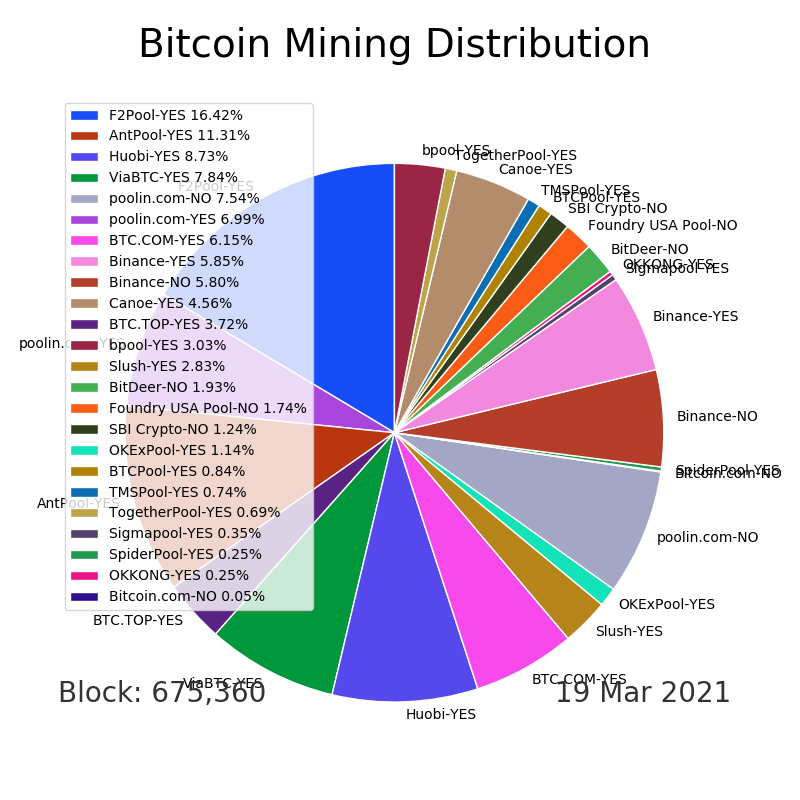 Bitcoin Mining Distribution
F2Pool-YES 16.42%
AntPool-YES 11.31%
Huobi-YES 8.73%
ViaBTC-YES 7.84%
poolin.com-NO 7.54%
poolin.com-YES 6.99%
BTC.COM-YES 6.15%
Binance-YES 5.85%
Binance-NO 5.80%
Canoe-YES 4.56%
BTC.TOP-YES 3.72%
bpool-YES 3.03%
Slush-YES 2.83%
BitDeer-NO 1.93%
Foundry USA Pool-NO 1.74%
SBI Crypto-NO 1.24%
OKExPool-YES 1.14%
BTCPool-YES 0.84%
TMSPool-YES 0.74%
TogetherPool-YES 0.69%
Sigmapool-YES 0.35%
SpiderPool-YES 0.25%
OKKONG-YES 0.25%
Bitcoin.com-NO 0.05%
bpool-YES
TogetherPool-YES
Canoe-YES
TMSPool-YES
BTCPool-YES
SBI Crypto-NO
Foundry USA Pool-NO
BitDeer-NO
OKKONG-YES
Sigmapool-YES
Binance-YES
Binance-NO
SpiderPool-YES
Bitcoin.com-NO
poolin.com-NO
OKExPool-YES
Slush-YES
BTC.COM-YES
Huobi-YES
ViaBTC-YES
BTC.TOP-YES
AntPool-YES
poolin.com-YES
F2Pool-YES
Block: 675,360
19 Mar 2021